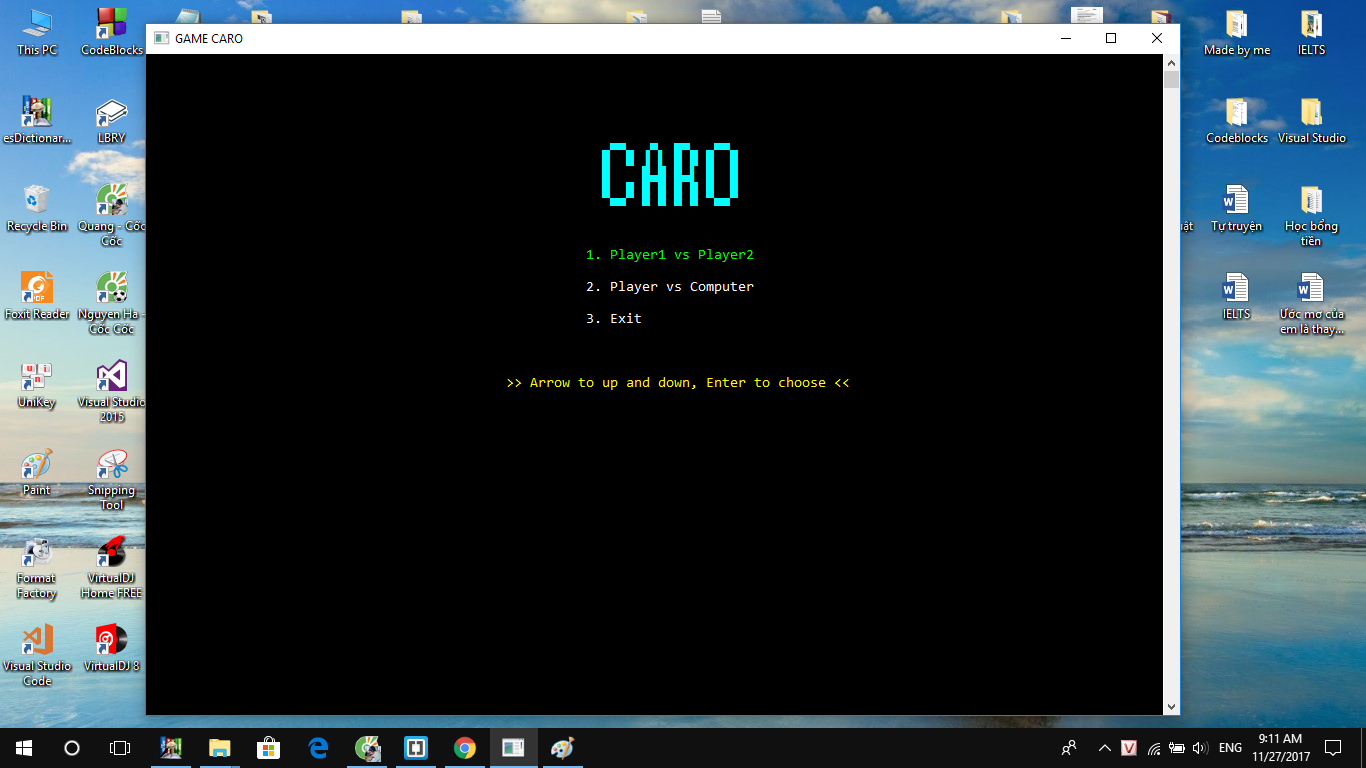 This PC
CodeBlocks
esDictionar...
LBRY
Recycle Bin
Quang - Cốc
Cốc
Foxit Reader
Nguyen Ha -
Cốc Cốc
UniKey
Visual Studio
2015
Paint
Snipping
Tool
Format
Factory
VirtualDJ
Home FREE
Visual Studio
Code
VirtualDJ 8
GAME CARO
CARO
1. Player1 vs Player2
2. Player vs Computer
3. Exit
>> Arrow to up and down, Enter to choose <<
Made by me
IELTS
Codeblocks
Visual Studio
Tự truyện
Học bổng
tiền
IELTS
Ước mơ của
em là thay...
ENG
9:11 AM
11/27/2017